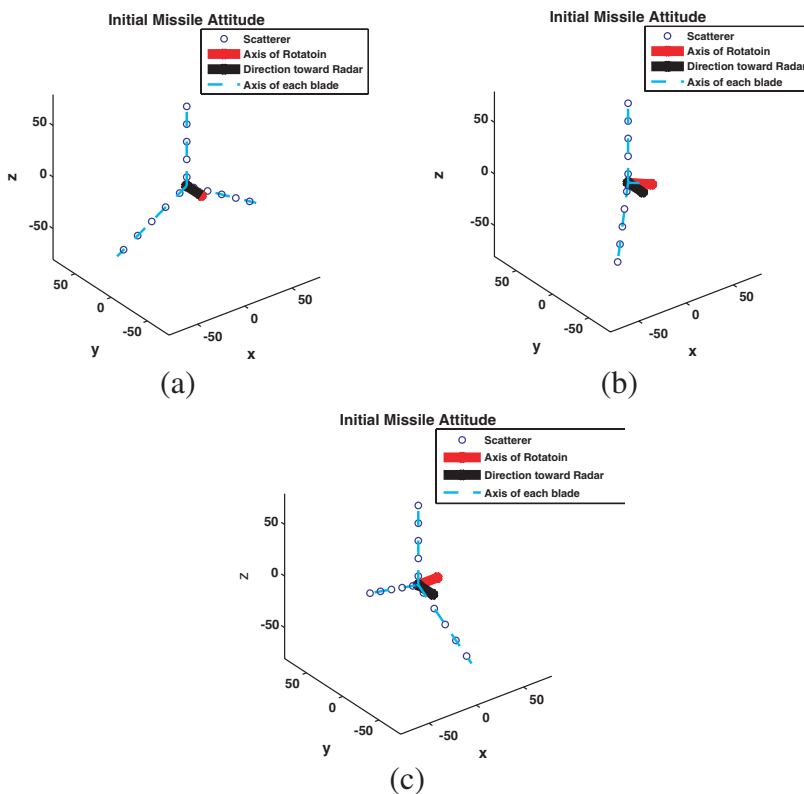 Initial Missile Attitude
Scatterer
Axis of Rotatoin
Direction toward Radar
Axis of each blade
50
0
-50
z
50
0
-50
y
-50
0
50
x
(a)
Initial Missile Attitude
Scatterer
Axis of Rotatoin
Direction toward Radar
Axis of each blade
50
0
-50
z
50
0
-50
y
-50
0
50
x
(b)
Initial Missile Attitude
Scatterer
Axis of Rotatoin
Direction toward Radar
Axis of each blade
50
0
-50
z
50
0
-50
y
-50
0
50
x
(c)